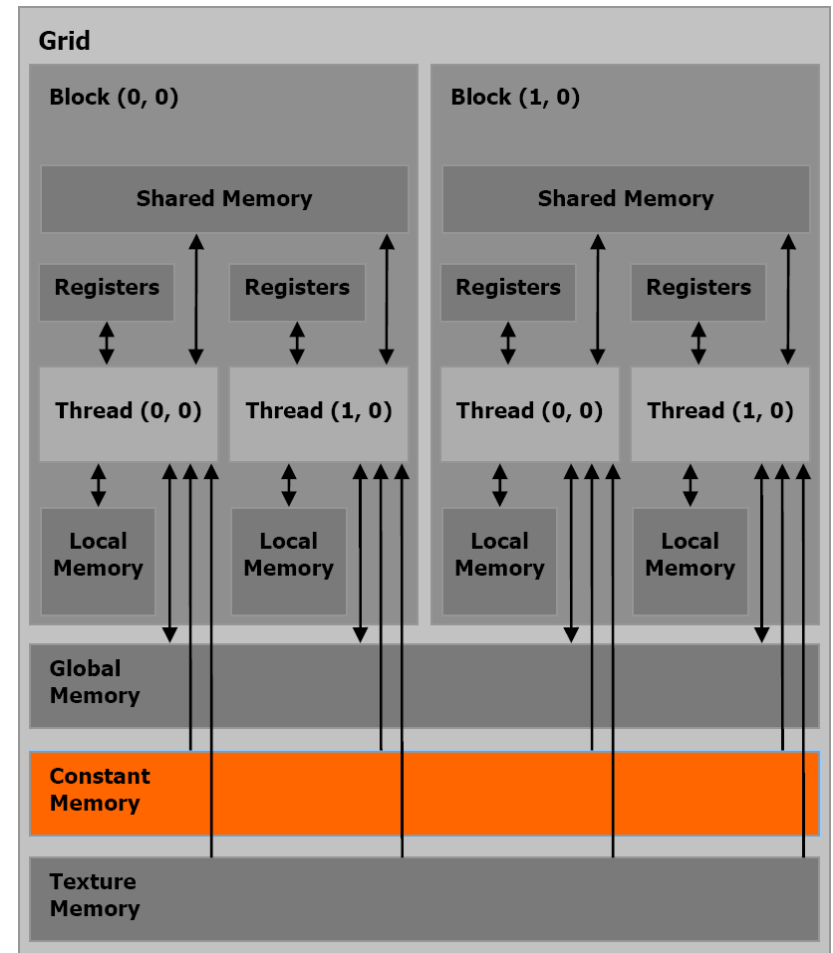 Grid
Block (0, 0)
Block (1, 0)
Shared Memory
Shared Memory
Registers
Registers
Registers
Registers
Thread (0, 0)
Thread (1, 0)
Thread (0, 0)
Thread (1, 0)
Local
Memory
Local
Memory
Local
Memory
Local
Memory
Global
Memory
Constant
Memory
Texture
Memory